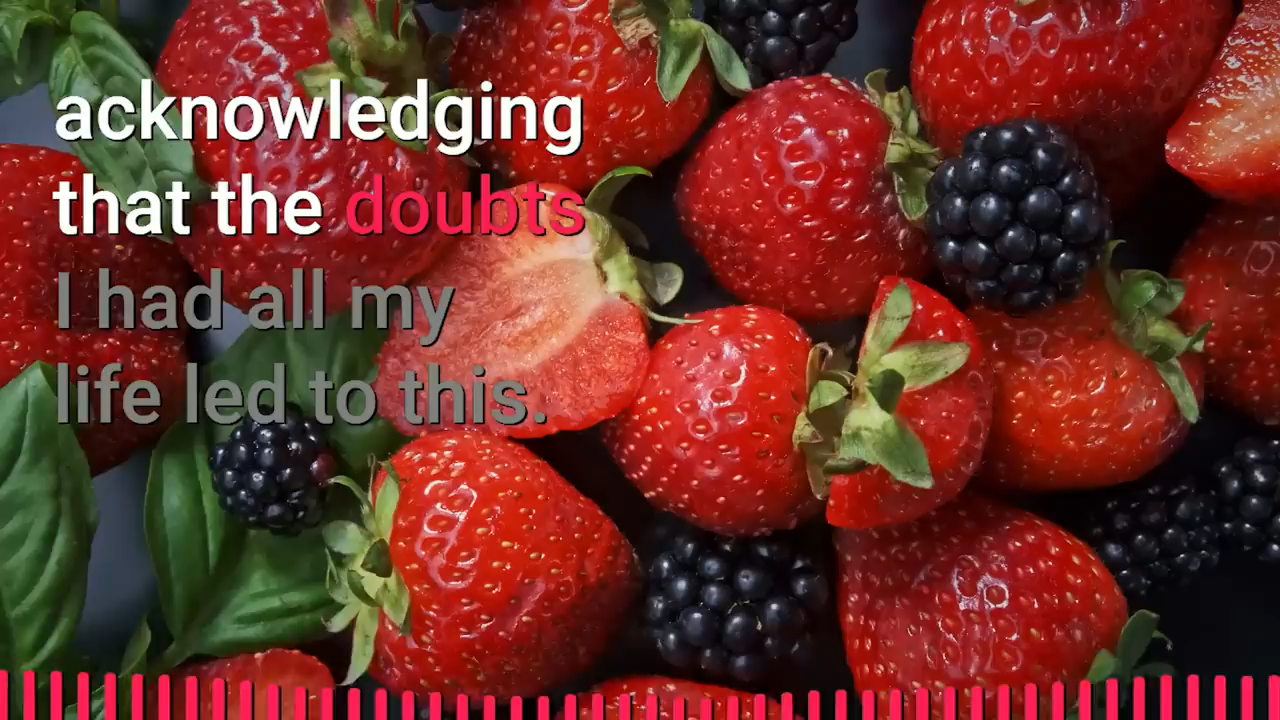 acknowledging
that the doubts
I had all my
life led to this.